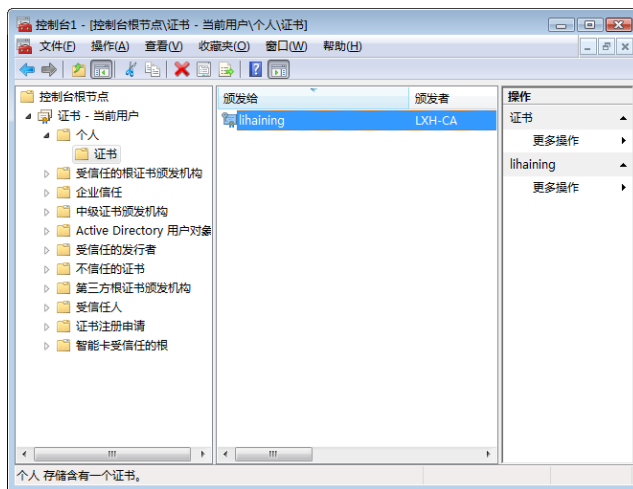 控制台1 - [控制台根节点\证书 - 当前用户\个人\证书]
文件(F) 操作(A) 查看(V) 收藏夹(O) 窗口(W) 帮助(H)
控制台根节点
证书 - 当前用户
个人
证书
受信任的根证书颁发机构
企业信任
中级证书颁发机构
Active Directory 用户对象
受信任的发行者
不信任的证书
第三方根证书颁发机构
受信任人
证书注册申请
智能卡受信任的根
颁发给 颁发者
lihaining LXH-CA
操作
证书
更多操作
lihaining
更多操作
个人 存储含有一个证书。